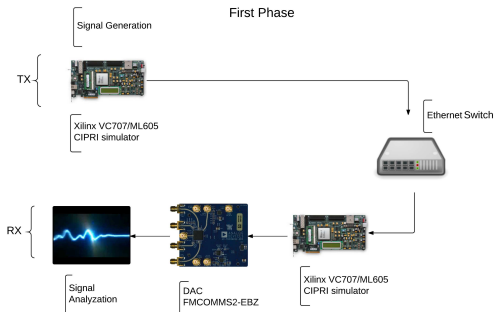 First Phase
Signal Generation
TX
Xilinx VC707/ML605
CIPRI simulator
Ethernet Switch
RX
Signal
Analyzation
DAC
FMCOMMS2-EBZ
Xilinx VC707/ML605
CIPRI simulator